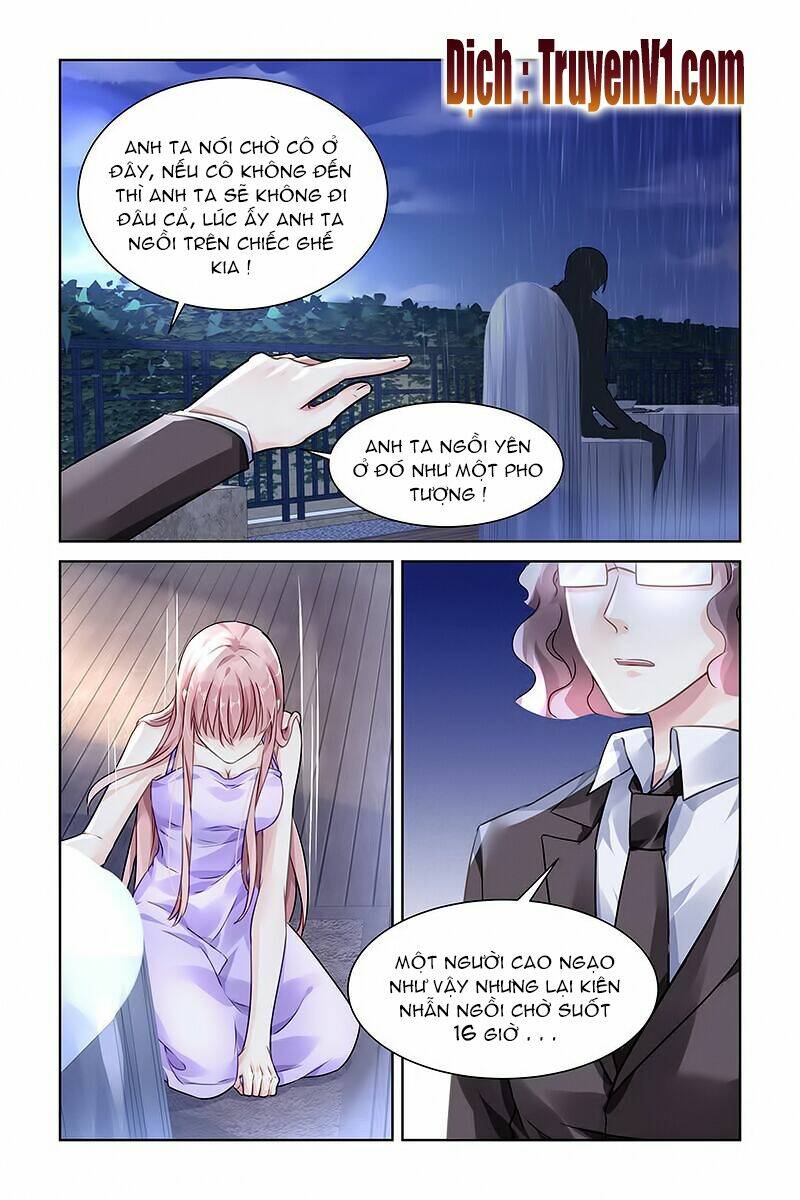 Dịch : TruyenV1.com
ANH TA NÓI CHỜ CÔ Ở
ĐÂY, NẾU CÔ KHÔNG ĐẾN
THÌ ANH TA SẼ KHÔNG ĐI
ĐÂU CẢ, LÚC ẤY ANH TA
NGỒI TRÊN CHIẾC GHẾ
KIA !
ANH TA NGỒI YÊN
Ở ĐÓ NHƯ MỘT PHO
TƯỢNG !
MỘT NGƯỜI CAO NGẠO
NHƯ VẬY NHƯNG LẠI KIÊN
NHẪN NGỒI CHỜ SUỐT
16 GIỜ . . .